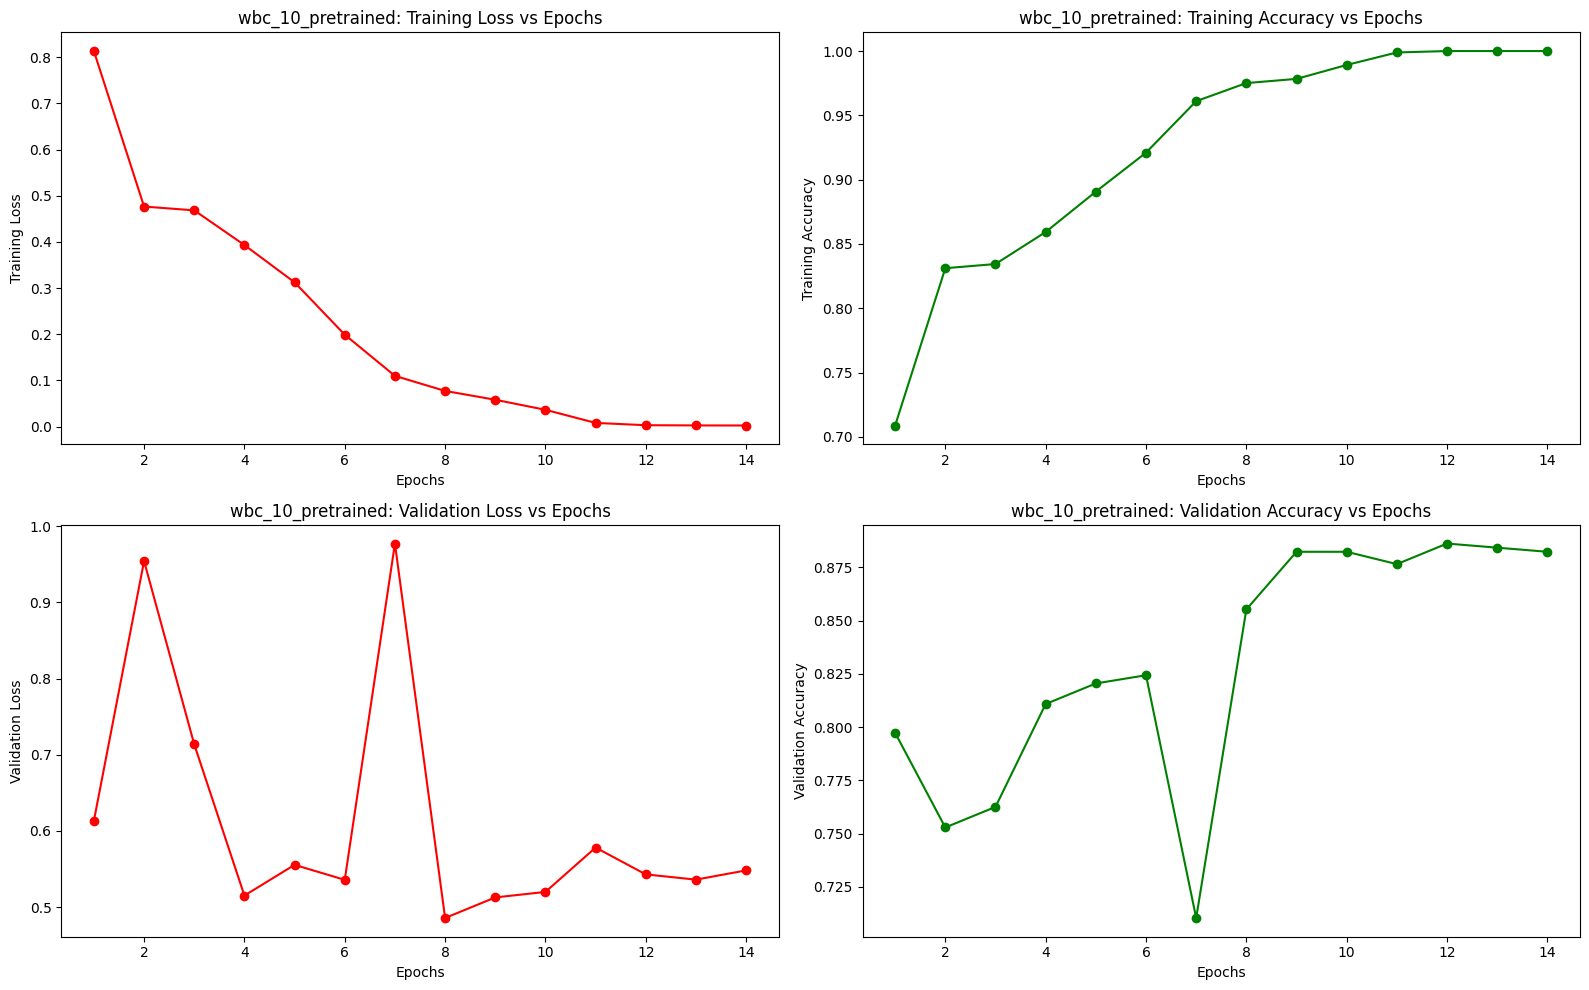 wbc_10_pretrained: Training Loss vs Epochs
Training Loss
0.8
0.7
0.6
0.5
0.4
0.3
0.2
0.1
0.0
2 4 6 8 10 12 14
Epochs
wbc_10_pretrained: Training Accuracy vs Epochs
Training Accuracy
1.00
0.95
0.90
0.85
0.80
0.75
0.70
2 4 6 8 10 12 14
Epochs
wbc_10_pretrained: Validation Loss vs Epochs
Validation Loss
1.0
0.9
0.8
0.7
0.6
0.5
2 4 6 8 10 12 14
Epochs
wbc_10_pretrained: Validation Accuracy vs Epochs
Validation Accuracy
0.875
0.850
0.825
0.800
0.775
0.750
0.725
2 4 6 8 10 12 14
Epochs